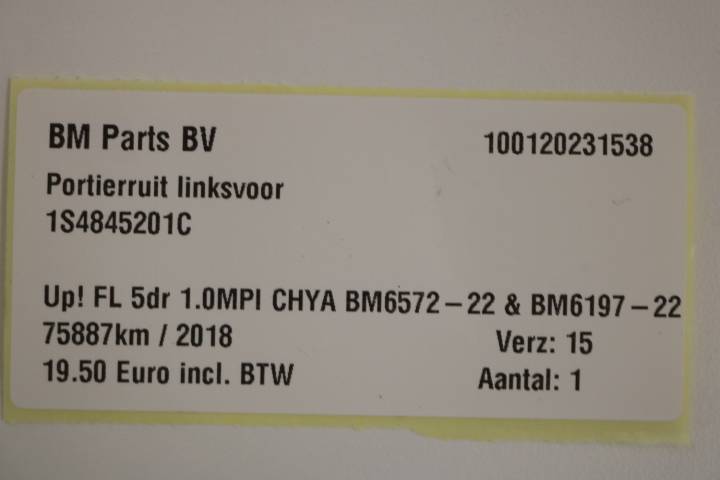 BM Parts BV 100120231538
Portierruit linksvoor
1S4845201C
Up! FL 5dr 1.0MPI CHYA BM6572-22 & BM6197-22
75887km / 2018 Verz: 15
19.50 Euro incl. BTW Aantal: 1